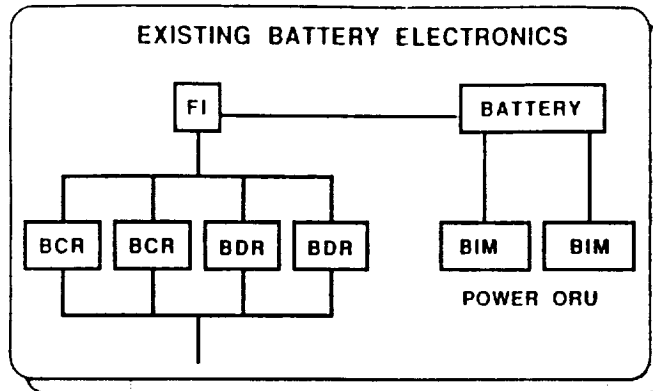 EXISTING BATTERY ELECTRONICS
FI
BATTERY
BCR BCR BDR BDR BIM BIM
POWER ORU